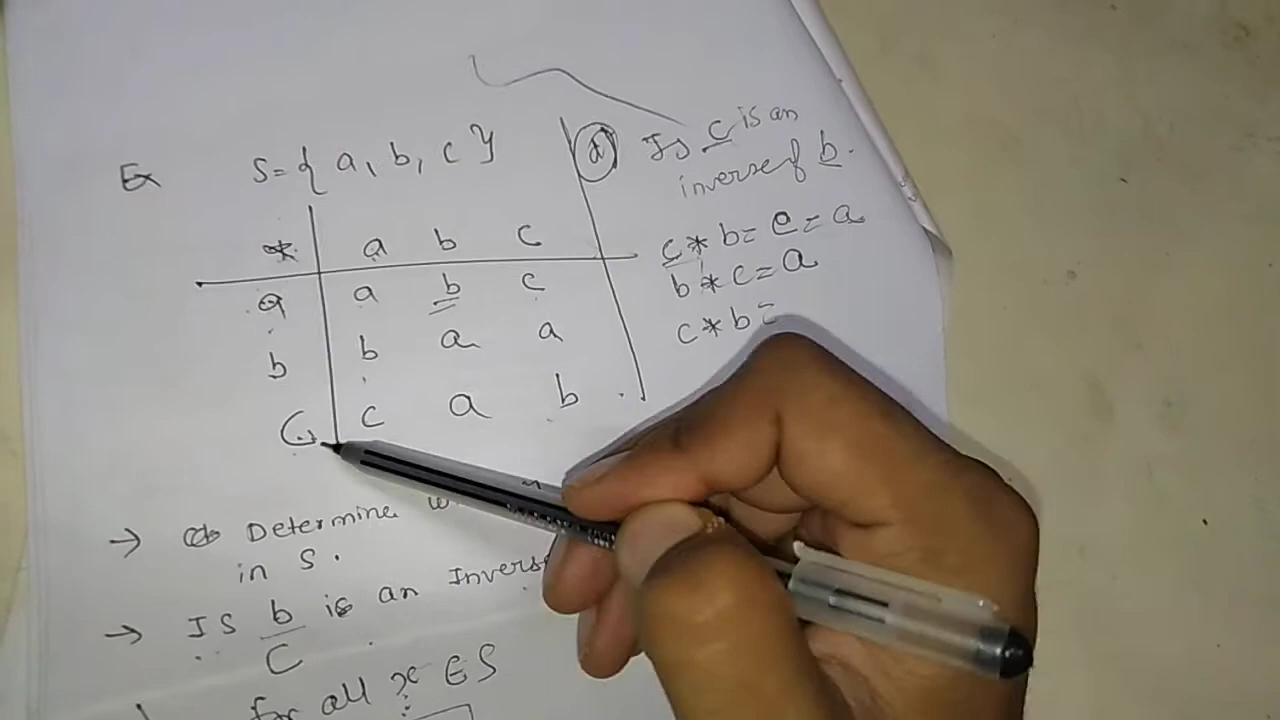 Ex S={a, b, c}
* a b c
a a b c
b b a a
C c a b
(d) Is c is an
inverse of b.
c * b = e = a
b * c = a
c * b =
→ Determine
in S.
→ IS b is an Inverse
C
for all x ∈ S